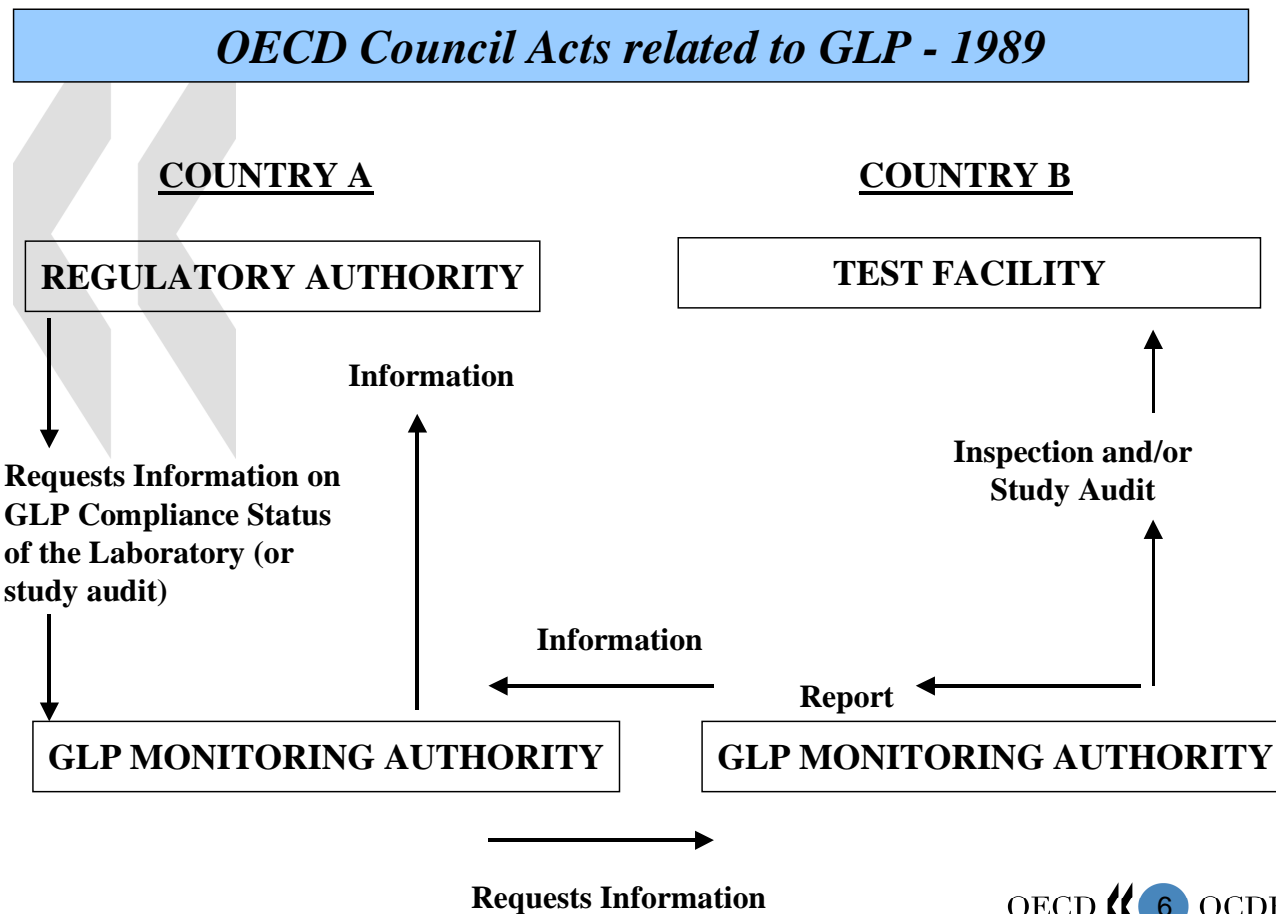 OECD Council Acts related to GLP - 1989
COUNTRY A
COUNTRY B
REGULATORY AUTHORITY
TEST FACILITY
Information
Requests Information on
GLP Compliance Status
of the Laboratory (or
study audit)
Inspection and/or
Study Audit
Information
Report
GLP MONITORING AUTHORITY
GLP MONITORING AUTHORITY
Requests Information
OECD 6 OCDE